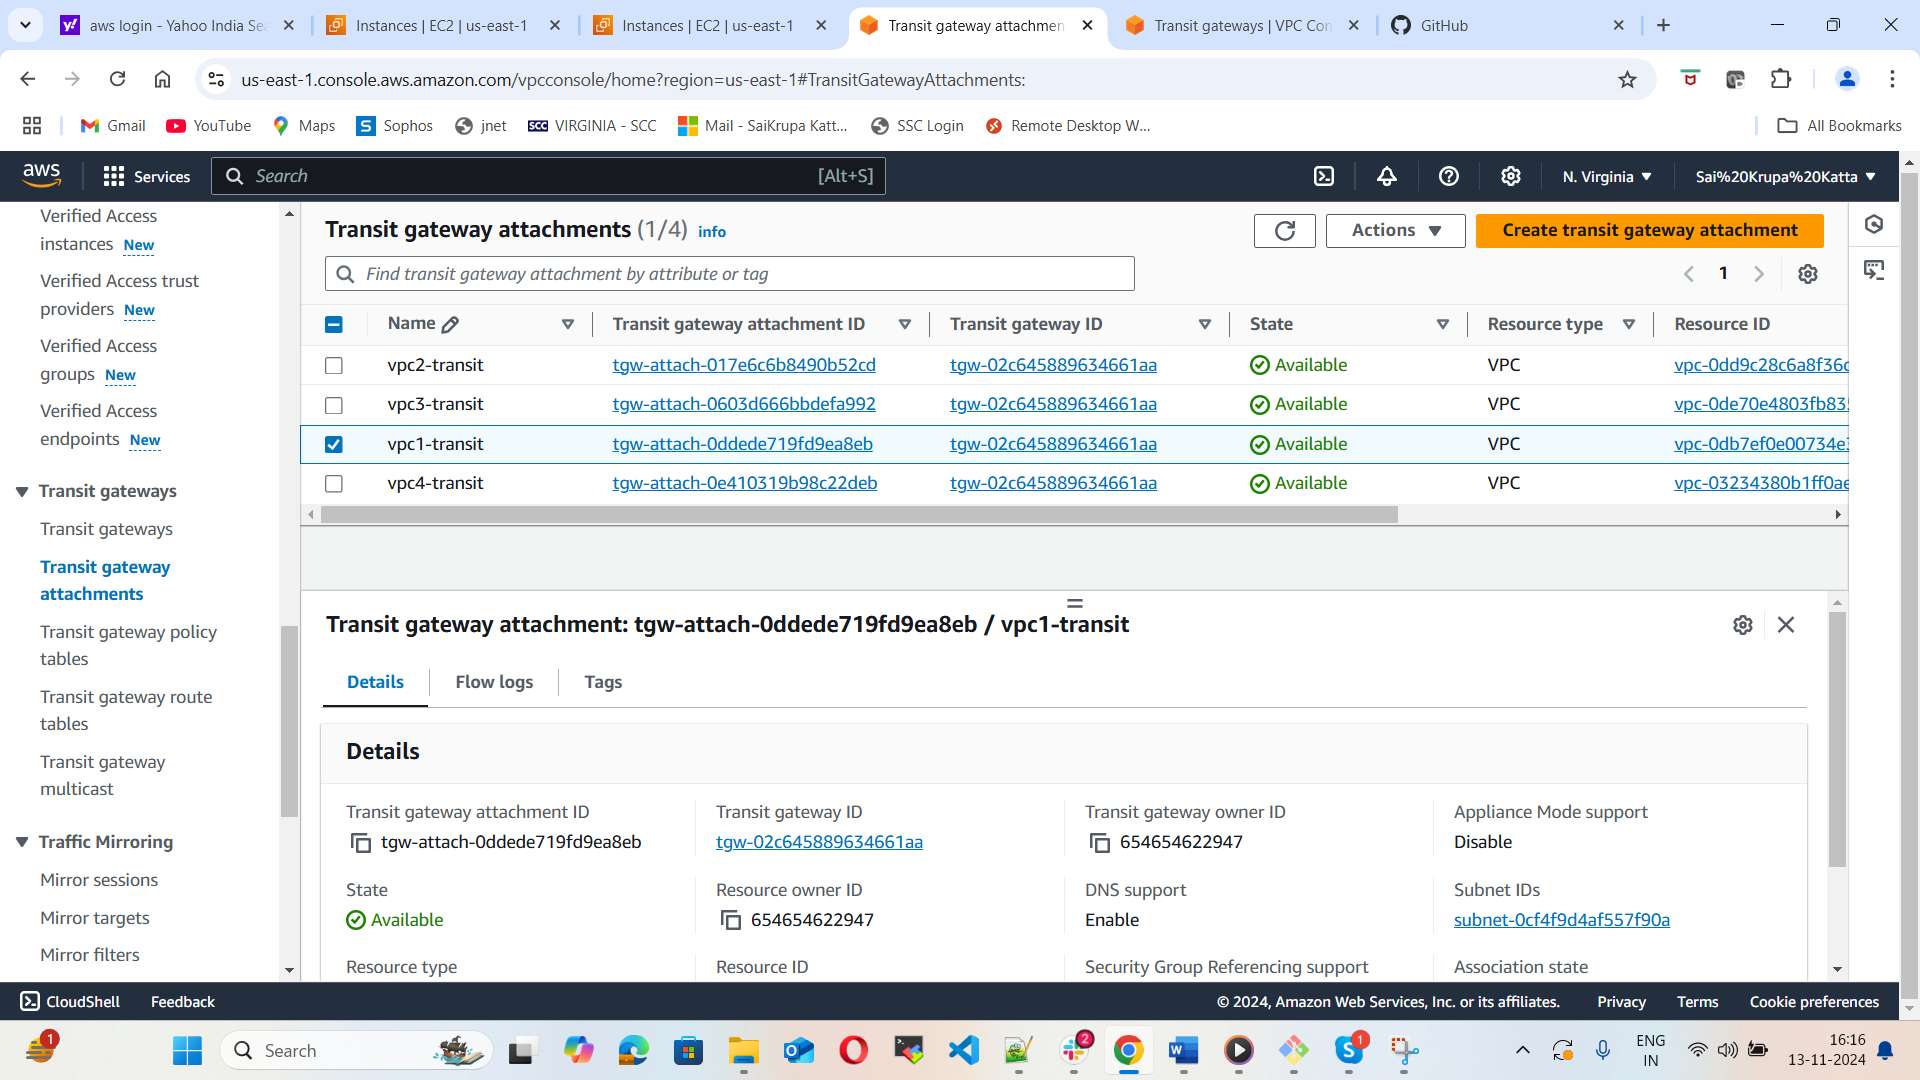 aws login - Yahoo India Sea
Instances | EC2 | us-east-1
Instances | EC2 | us-east-1
Transit gateway attachmen
Transit gateways | VPC Con
GitHub
us-east-1.console.aws.amazon.com/vpcconsole/home?region=us-east-1#TransitGatewayAttachments:
Gmail
YouTube
Maps
Sophos
jnet
SCC VIRGINIA - SCC
Mail - SaiKrupa Katt...
SSC Login
Remote Desktop W...
All Bookmarks
aws
Services
Search
[Alt+S]
N. Virginia
Sai%20Krupa%20Katta
Verified Access
instances New
Verified Access trust
providers New
Verified Access
groups New
Verified Access
endpoints New
Transit gateways
Transit gateways
Transit gateway
attachments
Transit gateway policy
tables
Transit gateway route
tables
Transit gateway
multicast
Traffic Mirroring
Mirror sessions
Mirror targets
Mirror filters
Transit gateway attachments (1/4) info
Actions
Create transit gateway attachment
Find transit gateway attachment by attribute or tag
1
Name Transit gateway attachment ID Transit gateway ID State Resource type Resource ID
vpc2-transit tgw-attach-017e6c6b8490b52cd tgw-02c645889634661aa Available VPC vpc-0dd9c28c6a8f36c
vpc3-transit tgw-attach-0603d666bbdefa992 tgw-02c645889634661aa Available VPC vpc-0de70e4803fb835
vpc1-transit tgw-attach-0ddede719fd9ea8eb tgw-02c645889634661aa Available VPC vpc-0db7ef0e00734e3
vpc4-transit tgw-attach-0e410319b98c22deb tgw-02c645889634661aa Available VPC vpc-03234380b1ff0ae
Transit gateway attachment: tgw-attach-0ddede719fd9ea8eb / vpc1-transit
Details
Flow logs
Tags
Details
Transit gateway attachment ID
tgw-attach-0ddede719fd9ea8eb
Transit gateway ID
tgw-02c645889634661aa
Transit gateway owner ID
654654622947
Appliance Mode support
Disable
State
Available
Resource owner ID
654654622947
DNS support
Enable
Subnet IDs
subnet-0cf4f9d4af557f90a
Resource type
Resource ID
Security Group Referencing support
Association state
CloudShell
Feedback
© 2024, Amazon Web Services, Inc. or its affiliates.
Privacy
Terms
Cookie preferences
1
Search
2
1
ENG
IN
16:16
13-11-2024